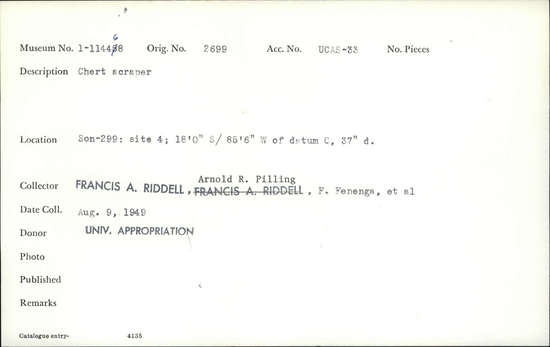 Museum No. 1-11468 Orig. No. 2699 Acc. No. UCAS-33 No. Pieces
Description Chert scraper
Location Son-299: site 4; 18'0" S/ 85'6" W of datum C, 37" d.
Arnold R. Pilling
Collector FRANCIS A. RIDDELL, FRANCIS A. RIDDELL, F. Fenenga, et al
Date Coll. Aug. 9, 1949
Donor UNIV. APPROPRIATION
Photo
Published
Remarks
Catalogue entry- 4135